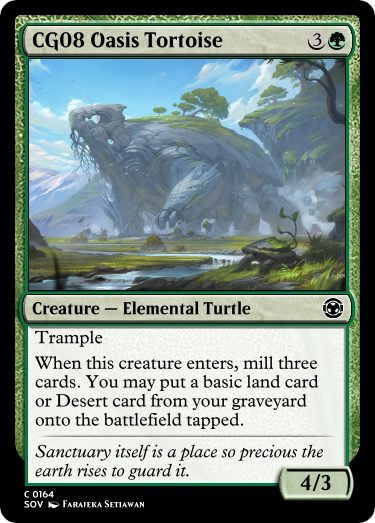 CG08 Oasis Tortoise 3
Creature — Elemental Turtle
Trample
When this creature enters, mill three
cards. You may put a basic land card
or Desert card from your graveyard
onto the battlefield tapped.
Sanctuary itself is a place so precious the
earth rises to guard it.
4/3
C 0164
SOV Farajeka Setiawan